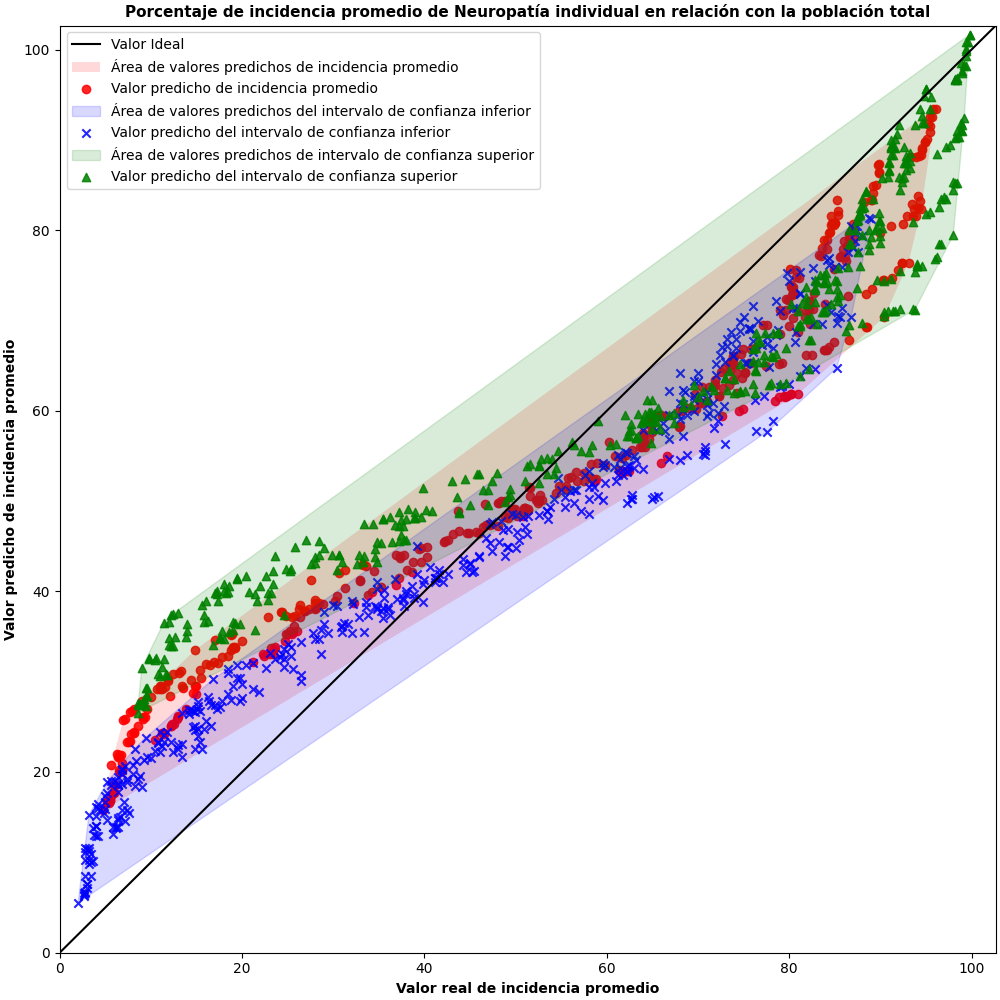 Porcentaje de incidencia promedio de Neuropatía individual en relación con la población total
Valor Ideal
Área de valores predichos de incidencia promedio
Valor predicho de incidencia promedio
Área de valores predichos del intervalo de confianza inferior
Valor predicho del intervalo de confianza inferior
Área de valores predichos de intervalo de confianza superior
Valor predicho del intervalo de confianza superior
Valor predicho de incidencia promedio
100
80
60
40
20
0
0 20 40 60 80 100
Valor real de incidencia promedio